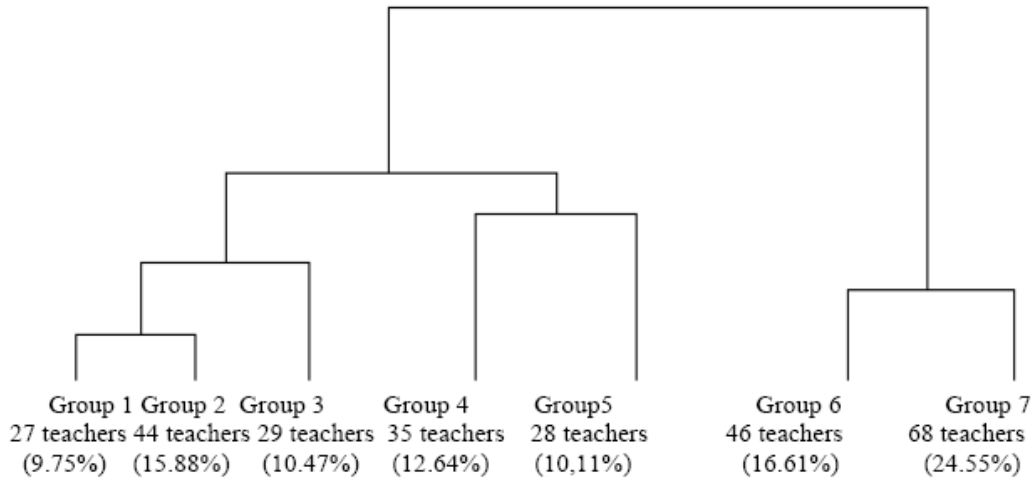 Group 1 Group 2 Group 3 Group 4 Group5 Group 6 Group 7
27 teachers 44 teachers 29 teachers 35 teachers 28 teachers 46 teachers 68 teachers
(9.75%) (15.88%) (10.47%) (12.64%) (10,11%) (16.61%) (24.55%)